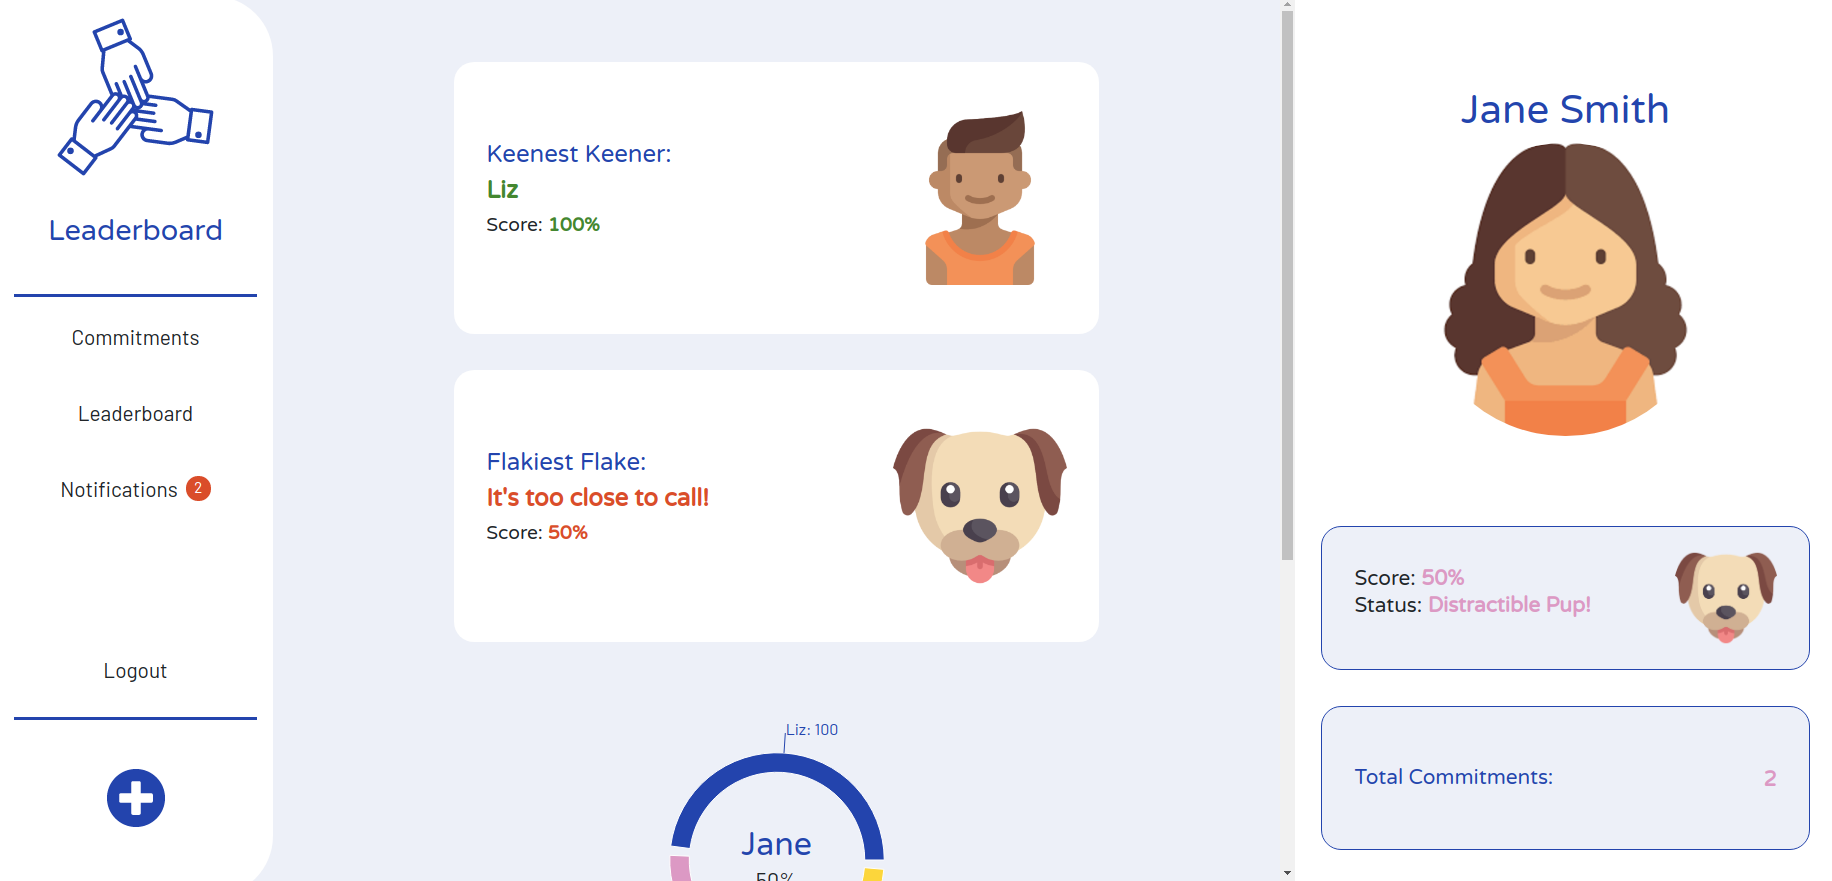 Leaderboard
Commitments
Leaderboard
Notifications 2
Logout
Keenest Keener:
Liz
Score: 100%
Flakiest Flake:
It's too close to call!
Score: 50%
Liz: 100
Jane
50%
Jane Smith
Score: 50%
Status: Distractible Pup!
Total Commitments: 2